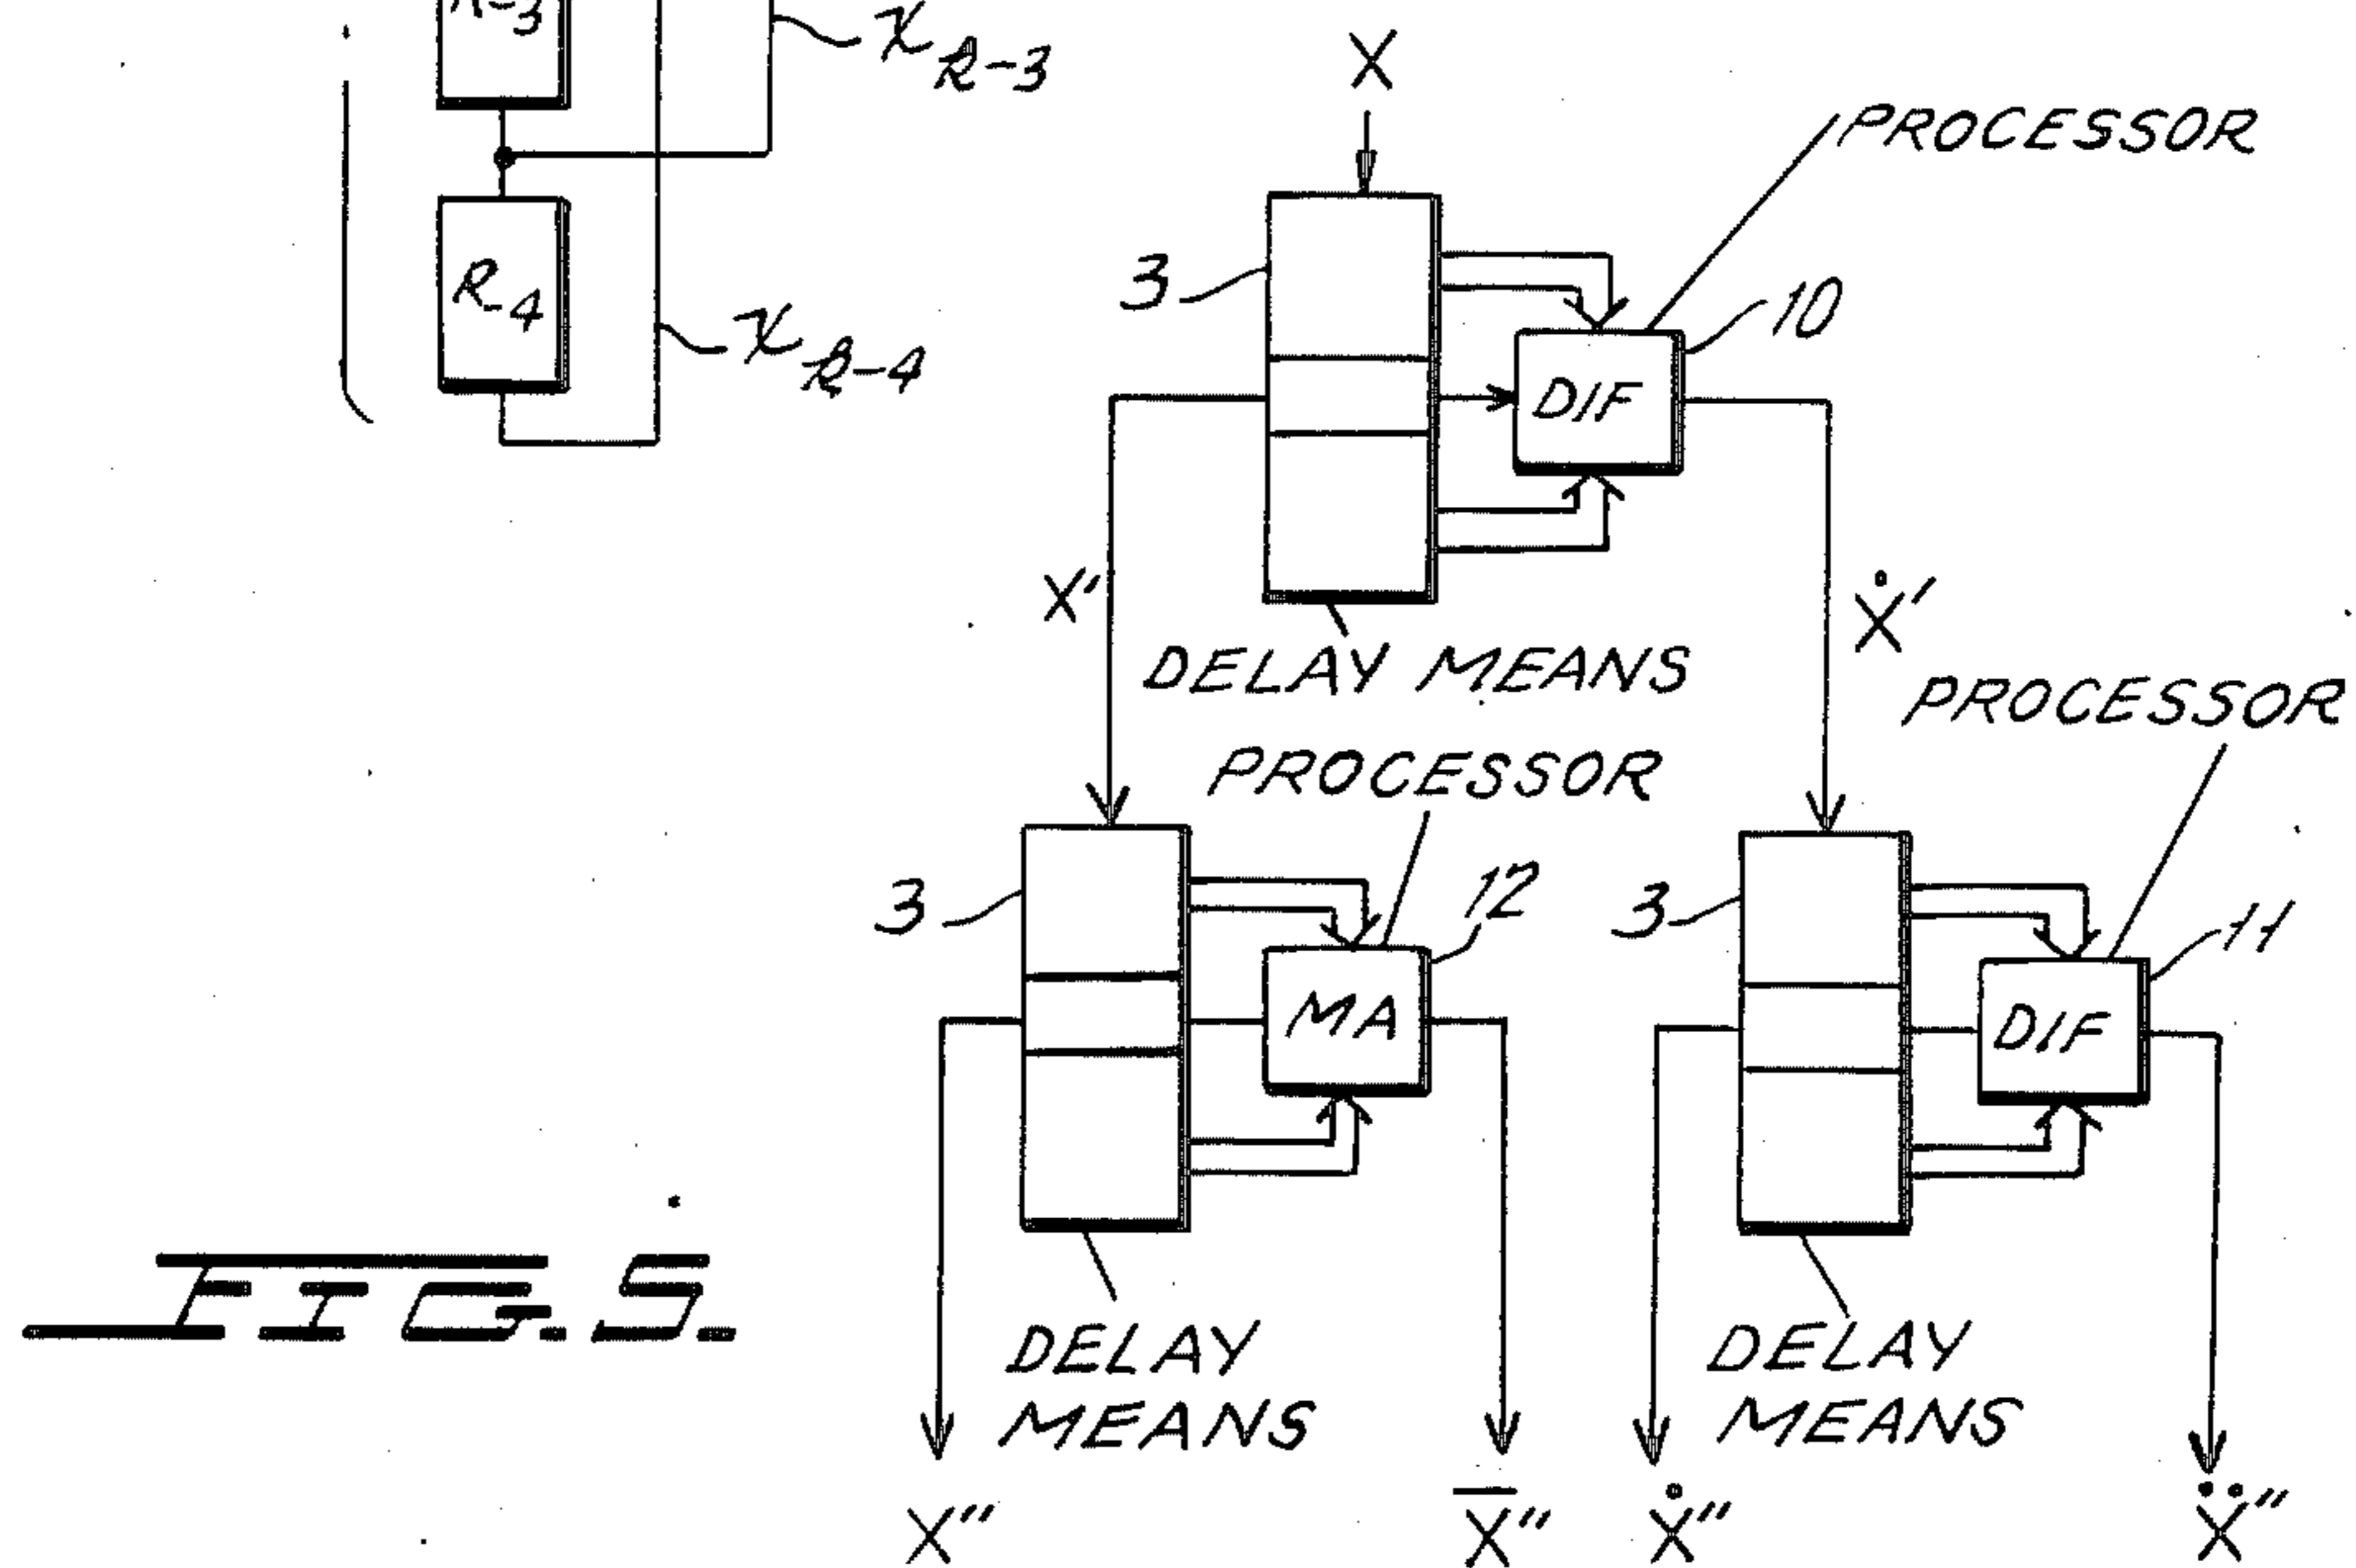 X_{R-3}
R_{-4}
X_{R-4}
X
PROCESSOR
3
10
DIF
X'
Ẋ'
DELAY MEANS
PROCESSOR
PROCESSOR
3
12
MA
3
11
DIF
DELAY
MEANS
DELAY
MEANS
X"
X̄"
Ẋ"
Ẍ"
FIG. 5.